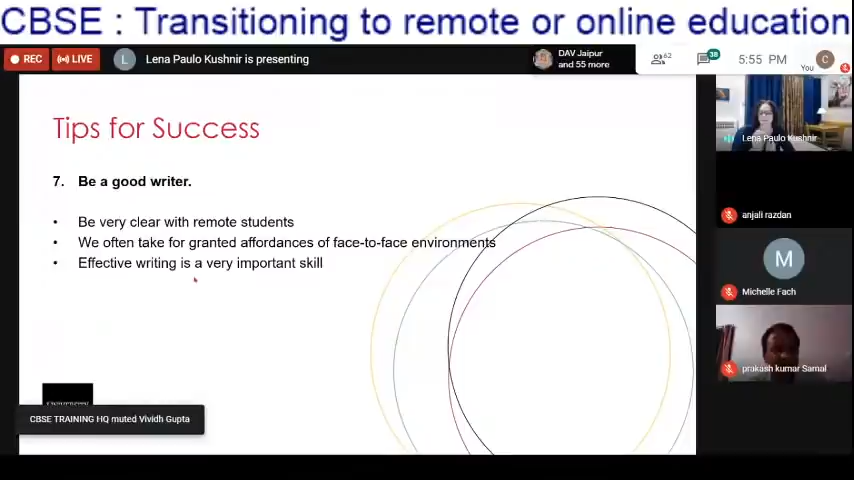 CBSE : Transitioning to remote or online education
REC
LIVE
L
Lena Paulo Kushnir is presenting
DAV Jaipur
and 55 more
62
38
5:55 PM
You
C
Tips for Success
7. Be a good writer.
• Be very clear with remote students
• We often take for granted affordances of face-to-face environments
• Effective writing is a very important skill
CBSE TRAINING HQ muted Vividh Gupta
Lena Paulo Kushnir
anjali razdan
M
Michelle Fach
prakash kumar Samal